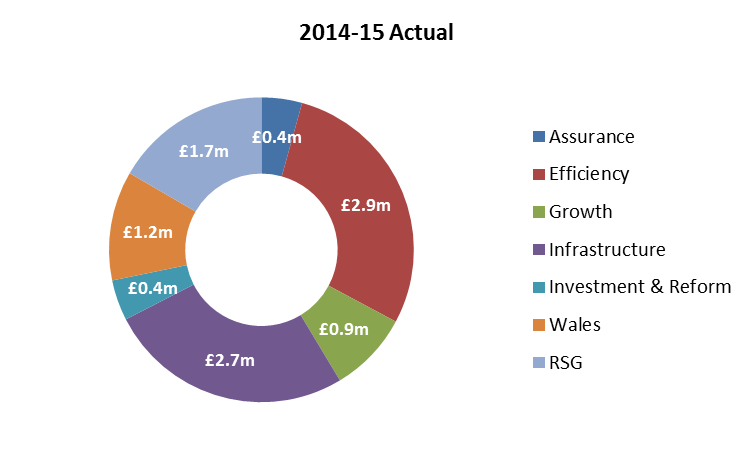 2014-15 Actual
£0.4m
£2.9m
£0.9m
£2.7m
£0.4m
£1.2m
£1.7m
Assurance
Efficiency
Growth
Infrastructure
Investment & Reform
Wales
RSG